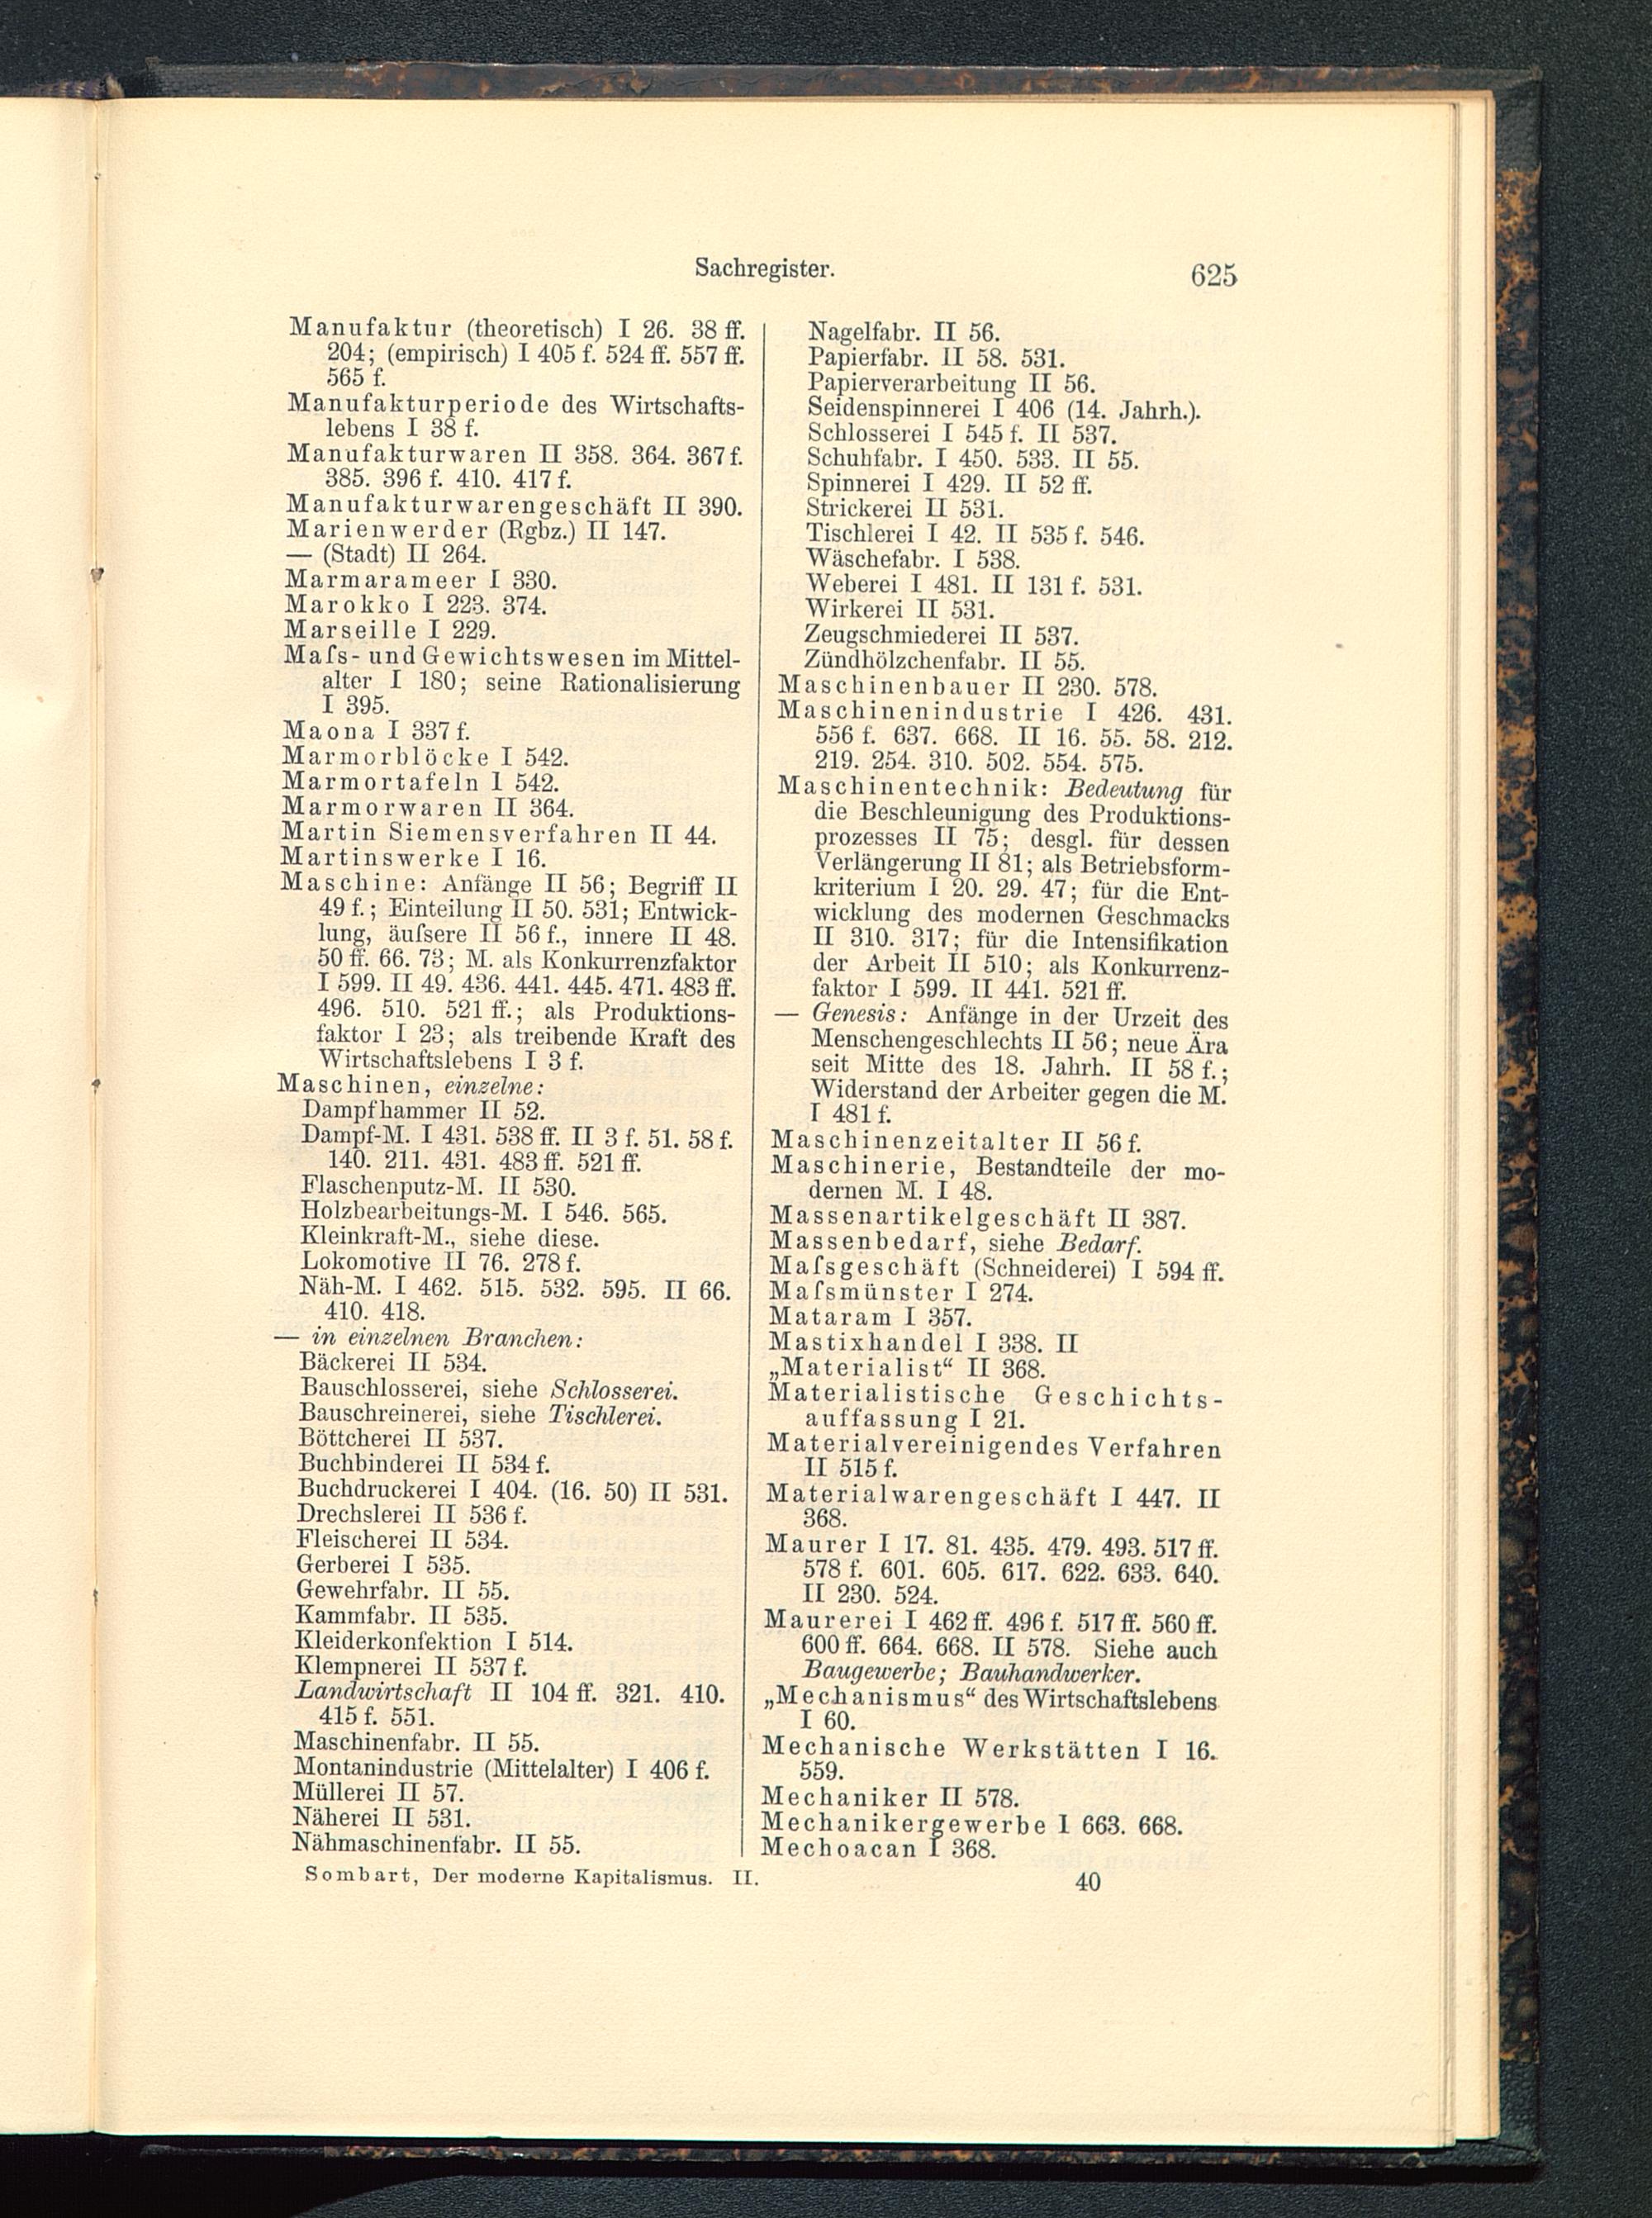 Sachregister.
625
Manufaktur (theoretisch) I 26. 38 ff.
204; (empirisch) I 405 f. 524 ff. 557 ff.
565 f.
Manufakturperiode des Wirtschafts-
lebens I 38 f.
Manufakturwaren II 358. 364. 367 f.
385. 396 f. 410. 417 f.
Manufakturwarengeschäft II 390.
Marienwerder (Rgbz.) II 147.
— (Stadt) II 264.
Marmarameer I 330.
Marokko I 223. 374.
Marseille I 229.
Maſs- und Gewichtswesen im Mittel-
alter I 180; seine Rationalisierung
I 395.
Maona I 337 f.
Marmorblöcke I 542.
Marmortafeln I 542.
Marmorwaren II 364.
Martin Siemensverfahren II 44.
Martinswerke I 16.
Maschine: Anfänge II 56; Begriff II
49 f.; Einteilung II 50. 531; Entwick-
lung, äuſsere II 56 f., innere II 48.
50 ff. 66. 73; M. als Konkurrenzfaktor
I 599. II 49. 436. 441. 445. 471. 483 ff.
496. 510. 521 ff.; als Produktions-
faktor I 23; als treibende Kraft des
Wirtschaftslebens I 3 f.
Maschinen, einzelne:
Dampfhammer II 52.
Dampf-M. I 431. 538 ff. II 3 f. 51. 58 f.
140. 211. 431. 483 ff. 521 ff.
Flaschenputz-M. II 530.
Holzbearbeitungs-M. I 546. 565.
Kleinkraft-M., siehe diese.
Lokomotive II 76. 278 f.
Näh-M. I 462. 515. 532. 595. II 66.
410. 418.
— in einzelnen Branchen:
Bäckerei II 534.
Bauschlosserei, siehe Schlosserei.
Bauschreinerei, siehe Tischlerei.
Böttcherei II 537.
Buchbinderei II 534 f.
Buchdruckerei I 404. (16. 50) II 531.
Drechslerei II 536 f.
Fleischerei II 534.
Gerberei I 535.
Gewehrfabr. II 55.
Kammfabr. II 535.
Kleiderkonfektion I 514.
Klempnerei II 537 f.
Landwirtschaft II 104 ff. 321. 410.
415 f. 551.
Maschinenfabr. II 55.
Montanindustrie (Mittelalter) I 406 f.
Müllerei II 57.
Näherei II 531.
Nähmaschinenfabr. II 55.
Nagelfabr. II 56.
Papierfabr. II 58. 531.
Papierverarbeitung II 56.
Seidenspinnerei I 406 (14. Jahrh.).
Schlosserei I 545 f. II 537.
Schuhfabr. I 450. 533. II 55.
Spinnerei I 429. II 52 ff.
Strickerei II 531.
Tischlerei I 42. II 535 f. 546.
Wäschefabr. I 538.
Weberei I 481. II 131 f. 531.
Wirkerei II 531.
Zeugschmiederei II 537.
Zündhölzchenfabr. II 55.
Maschinenbauer II 230. 578.
Maschinenindustrie I 426. 431.
556 f. 637. 668. II 16. 55. 58. 212.
219. 254. 310. 502. 554. 575.
Maschinentechnik: Bedeutung für
die Beschleunigung des Produktions-
prozesses II 75; desgl. für dessen
Verlängerung II 81; als Betriebsform-
kriterium I 20. 29. 47; für die Ent-
wicklung des modernen Geschmacks
II 310. 317; für die Intensifikation
der Arbeit II 510; als Konkurrenz-
faktor I 599. II 441. 521 ff.
— Genesis: Anfänge in der Urzeit des
Menschengeschlechts II 56; neue Ära
seit Mitte des 18. Jahrh. II 58 f.;
Widerstand der Arbeiter gegen die M.
I 481 f.
Maschinenzeitalter II 56 f.
Maschinerie, Bestandteile der mo-
dernen M. I 48.
Massenartikelgeschäft II 387.
Massenbedarf, siehe Bedarf.
Maſsgeschäft (Schneiderei) I 594 ff.
Maſsmünster I 274.
Mataram I 357.
Mastixhandel I 338. II
„Materialist“ II 368.
Materialistische Geschichts-
auffassung I 21.
Materialvereinigendes Verfahren
II 515 f.
Materialwarengeschäft I 447. II
368.
Maurer I 17. 81. 435. 479. 493. 517 ff.
578 f. 601. 605. 617. 622. 633. 640.
II 230. 524.
Maurerei I 462 ff. 496 f. 517 ff. 560 ff.
600 ff. 664. 668. II 578. Siehe auch
Baugewerbe; Bauhandwerker.
„Mechanismus“ des Wirtschaftslebens
I 60.
Mechanische Werkstätten I 16.
559.
Mechaniker II 578.
Mechanikergewerbe I 663. 668.
Mechoacan I 368.
Sombart, Der moderne Kapitalismus. II.
40